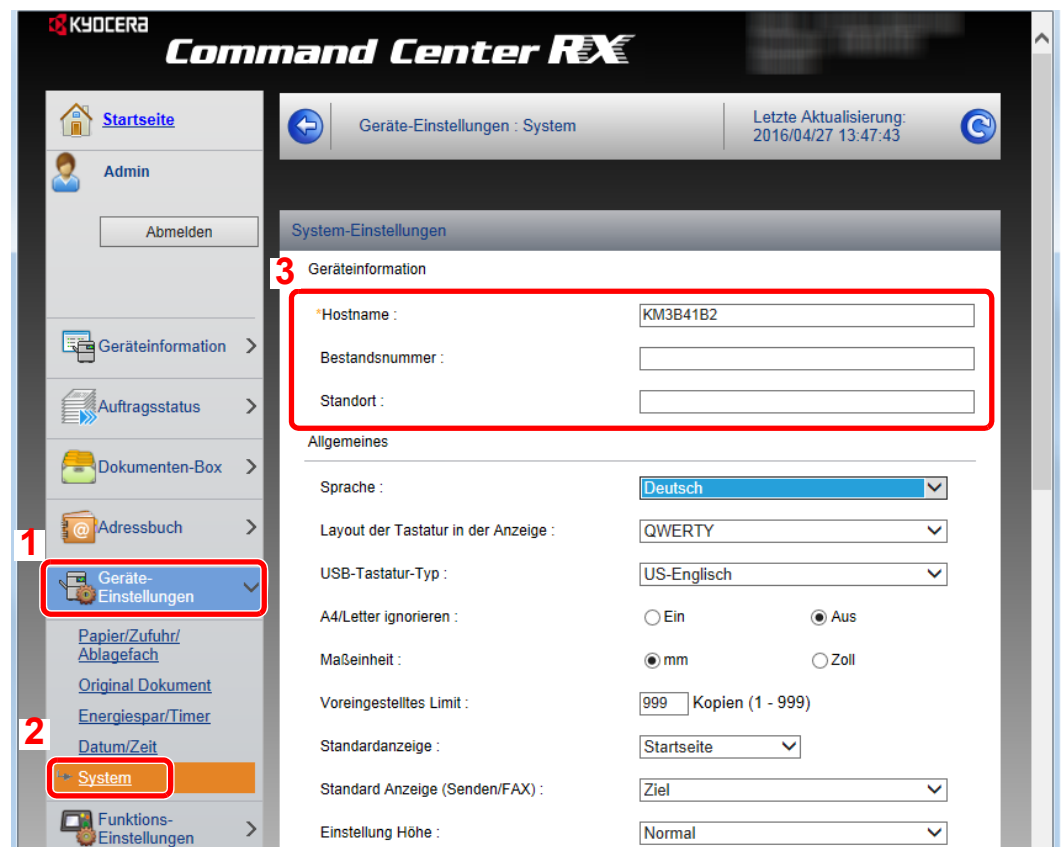 KYOCERA
Command Center RX
Startseite
Admin
Abmelden
Geräteinformation
Auftragsstatus
Dokumenten-Box
Adressbuch
1
Geräte-
Einstellungen
Papier/Zufuhr/
Ablagefach
Original Dokument
Energiespar/Timer
2
Datum/Zeit
System
Funktions-
Einstellungen
Geräte-Einstellungen : System
Letzte Aktualisierung:
2016/04/27 13:47:43
System-Einstellungen
3
Geräteinformation
*Hostname : KM3B41B2
Bestandsnummer :
Standort :
Allgemeines
Sprache : Deutsch
Layout der Tastatur in der Anzeige : QWERTY
USB-Tastatur-Typ : US-Englisch
A4/Letter ignorieren : Ein Aus
Maßeinheit : mm Zoll
Voreingestelltes Limit : 999 Kopien (1 - 999)
Standardanzeige : Startseite
Standard Anzeige (Senden/FAX) : Ziel
Einstellung Höhe : Normal